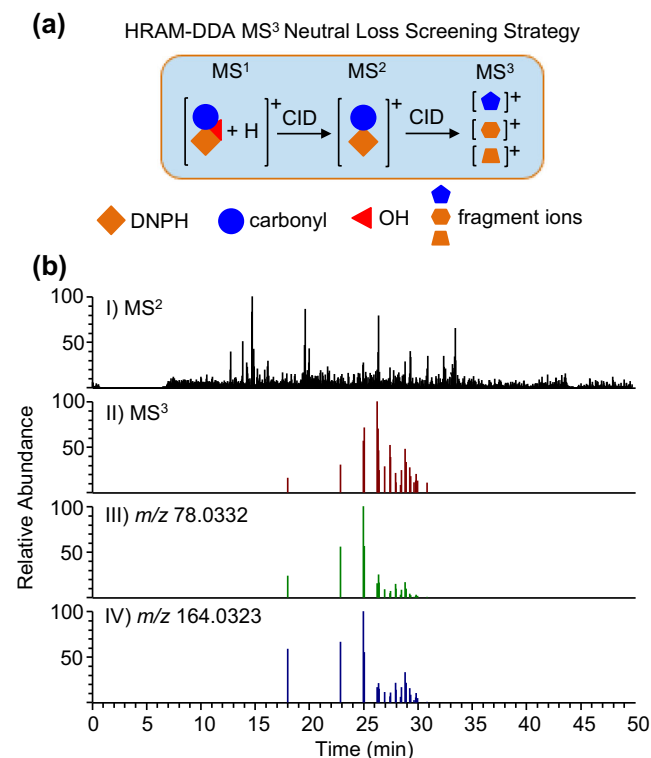 (a)
HRAM-DDA MS³ Neutral Loss Screening Strategy
MS¹ MS² MS³
[ + H ]⁺ CID [ ]⁺ CID [ ]⁺
[ ]⁺
[ ]⁺
DNPH carbonyl OH fragment ions
(b)
Relative Abundance
100
50
I) MS²
100
50
II) MS³
100
50
III) m/z 78.0332
100
50
IV) m/z 164.0323
0 5 10 15 20 25 30 35 40 45 50
Time (min)